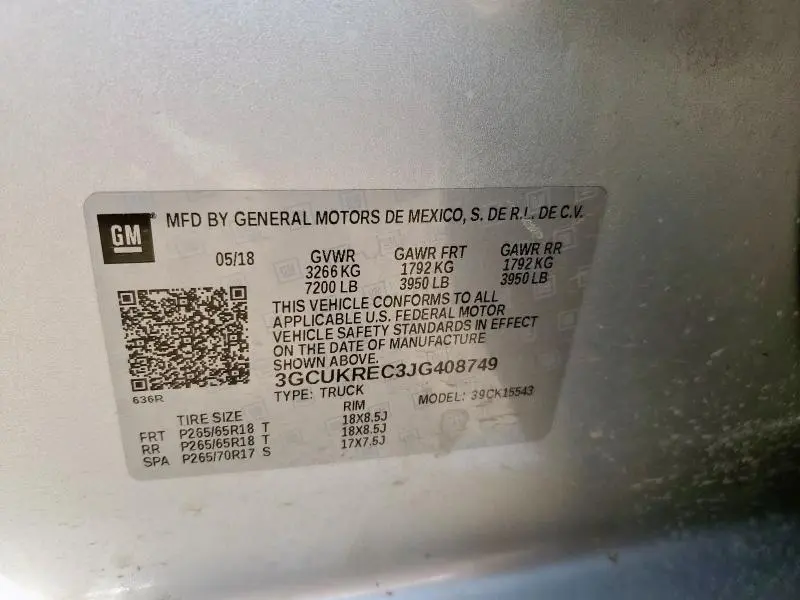 GM® MFD BY GENERAL MOTORS DE MEXICO, S. DE R.L. DE C.V.
05/18 GVWR GAWR FRT GAWR RR
3266 KG 1792 KG 1792 KG
7200 LB 3950 LB 3950 LB
THIS VEHICLE CONFORMS TO ALL
APPLICABLE U.S. FEDERAL MOTOR
VEHICLE SAFETY STANDARDS IN EFFECT
ON THE DATE OF MANUFACTURE
SHOWN ABOVE.
3GCUKREC3JG408749
636R TYPE: TRUCK MODEL: 39CK15543
TIRE SIZE RIM
FRT P265/65R18 T 18X8.5J
RR P265/65R18 T 18X8.5J
SPA P265/70R17 S 17X7.5J